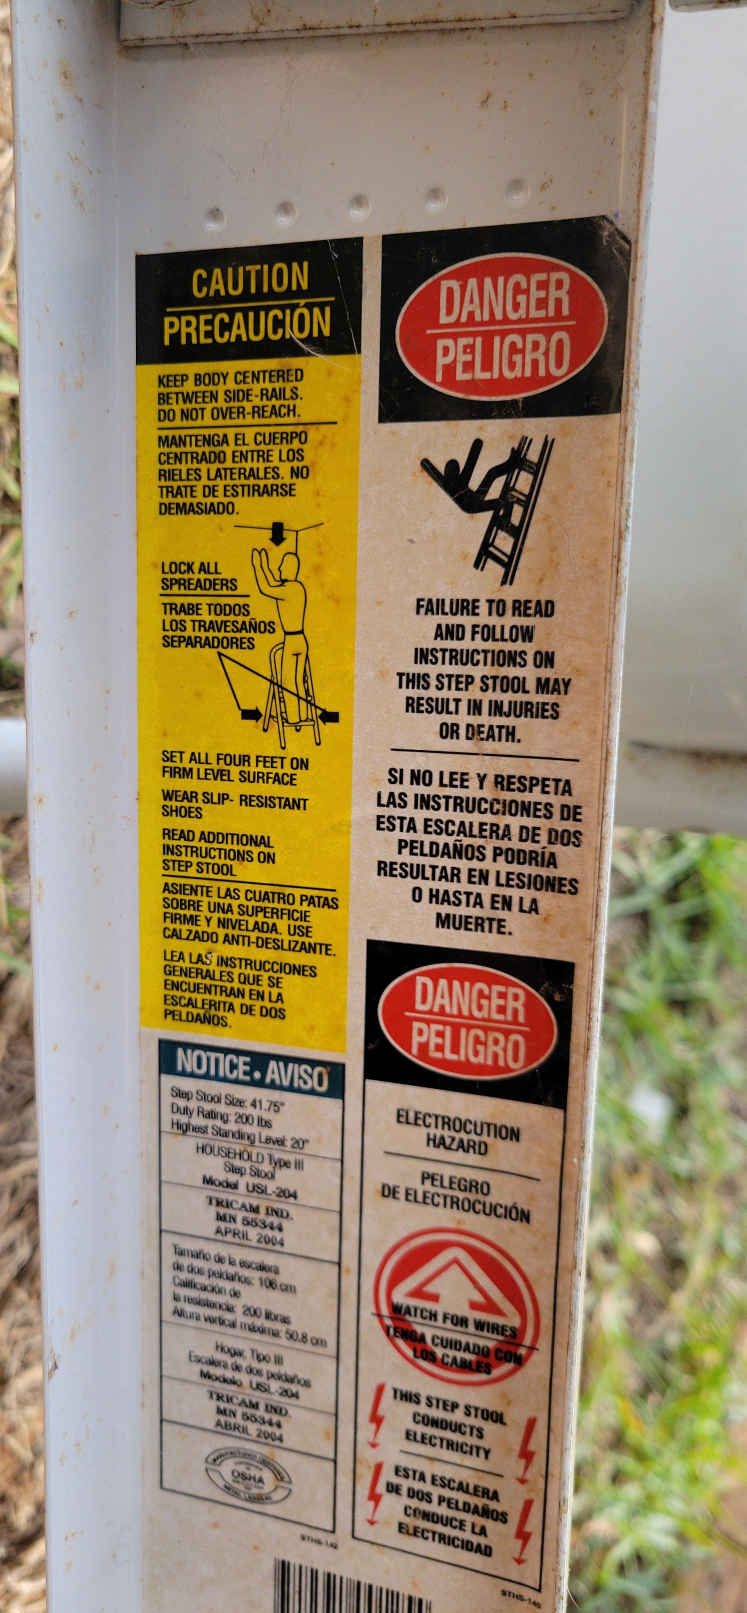 CAUTION
PRECAUCIÓN
KEEP BODY CENTERED
BETWEEN SIDE-RAILS.
DO NOT OVER-REACH.
MANTENGA EL CUERPO
CENTRADO ENTRE LOS
RIELES LATERALES. NO
TRATE DE ESTIRARSE
DEMASIADO.
LOCK ALL
SPREADERS
TRABE TODOS
LOS TRAVESAÑOS
SEPARADORES
SET ALL FOUR FEET ON
FIRM LEVEL SURFACE
WEAR SLIP- RESISTANT
SHOES
READ ADDITIONAL
INSTRUCTIONS ON
STEP STOOL
ASIENTE LAS CUATRO PATAS
SOBRE UNA SUPERFICIE
FIRME Y NIVELADA. USE
CALZADO ANTI-DESLIZANTE.
LEA LAS INSTRUCCIONES
GENERALES QUE SE
ENCUENTRAN EN LA
ESCALERITA DE DOS
PELDAÑOS.
NOTICE • AVISO
Step Stool Size: 41.75"
Duty Rating: 200 lbs
Highest Standing Level: 20"
HOUSEHOLD Type III
Step Stool
Model USL-204
TRICAM IND.
MN 55344
APRIL 2004
Tamaño de la escalera
de dos peldaños: 106 cm
Calificación de
la resistencia: 200 libras
Altura vertical máxima: 50.8 cm
Hogar, Tipo III
Escalera de dos peldaños
Modelo USL-204
TRICAM IND.
MN 55344
ABRIL 2004
OSHA
DANGER
PELIGRO
FAILURE TO READ
AND FOLLOW
INSTRUCTIONS ON
THIS STEP STOOL MAY
RESULT IN INJURIES
OR DEATH.
SI NO LEE Y RESPETA
LAS INSTRUCCIONES DE
ESTA ESCALERA DE DOS
PELDAÑOS PODRÍA
RESULTAR EN LESIONES
O HASTA EN LA
MUERTE.
DANGER
PELIGRO
ELECTROCUTION
HAZARD
PELEGRO
DE ELECTROCUCIÓN
WATCH FOR WIRES
TENGA CUIDADO CON
LOS CABLES
THIS STEP STOOL
CONDUCTS
ELECTRICITY
ESTA ESCALERA
DE DOS PELDAÑOS
CONDUCE LA
ELECTRICIDAD